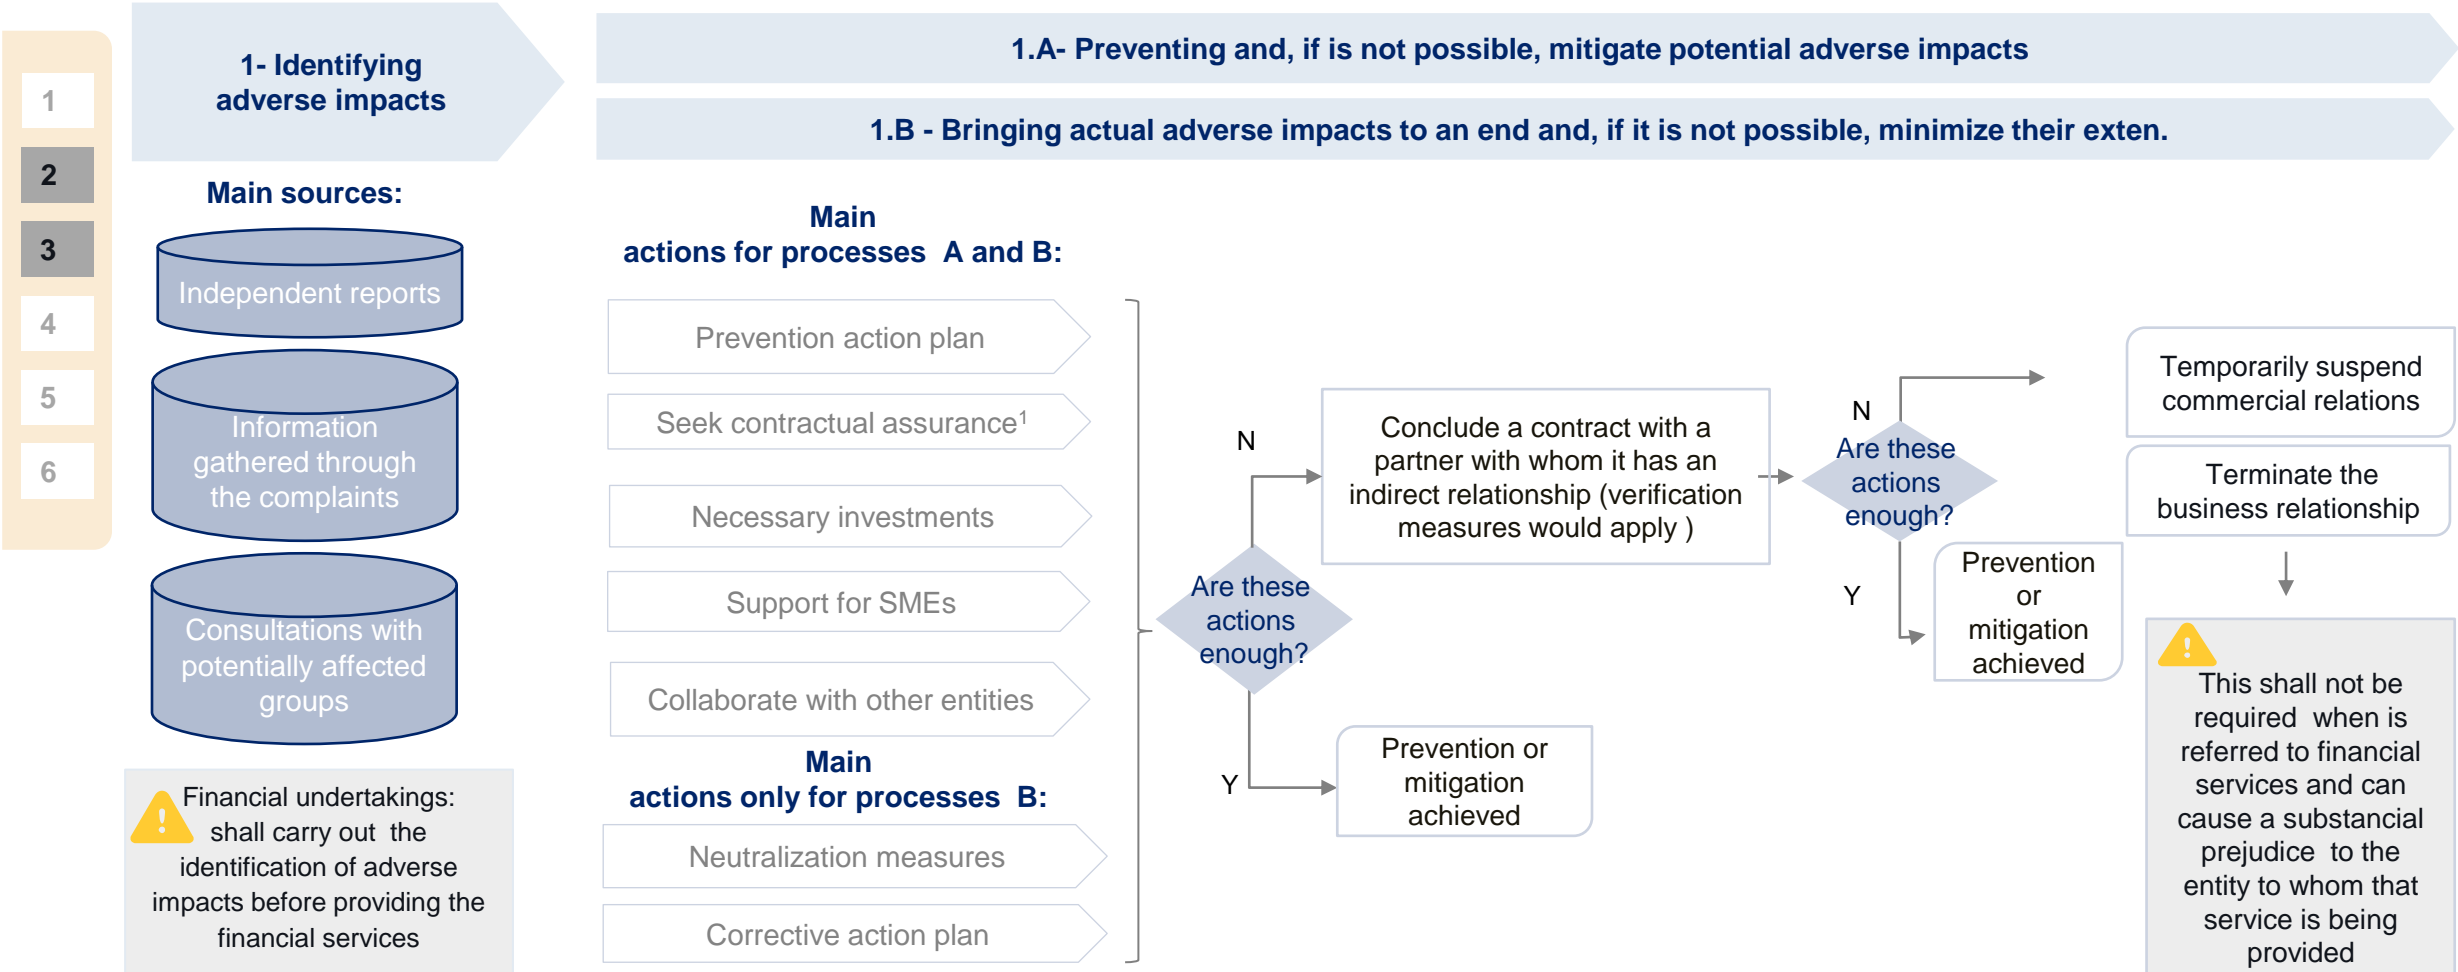 1
2
3
4
5
6
1- Identifying
adverse impacts
1.A- Preventing and, if is not possible, mitigate potential adverse impacts
1.B - Bringing actual adverse impacts to an end and, if it is not possible, minimize their exten.
Main sources:
Independent reports
Information
gathered through
the complaints
Consultations with
potentially affected
groups
Financial undertakings:
shall carry out the
identification of adverse
impacts before providing the
financial services
Main
actions for processes A and B:
Prevention action plan
Seek contractual assurance1
Necessary investments
Support for SMEs
Collaborate with other entities
Main
actions only for processes B:
Neutralization measures
Corrective action plan
Are these
actions
enough?
N
Y
Prevention or
mitigation
achieved
Conclude a contract with a
partner with whom it has an
indirect relationship (verification
measures would apply )
Are these
actions
enough?
N
Y
Prevention
or
mitigation
achieved
Temporarily suspend
commercial relations
Terminate the
business relationship
This shall not be
required when is
referred to financial
services and can
cause a substancial
prejudice to the
entity to whom that
service is being
provided